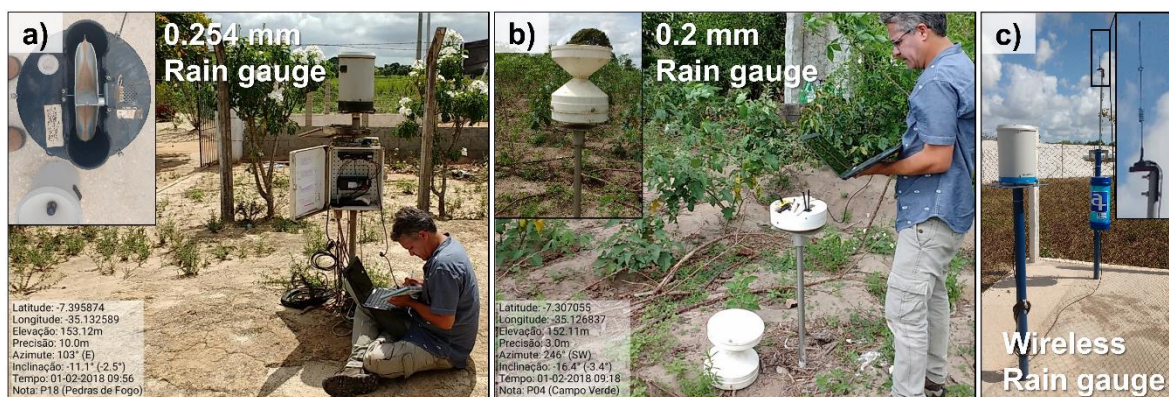 a)
0.254 mm
Rain gauge
Latitude: -7.395874
Longitude: -35.132589
Elevação: 153.12m
Precisão: 10.0m
Azimute: 103° (E)
Inclinação: -11.1° (-2.5°)
Tempo: 01-02-2018 09:56
Nota: P18 (Pedras de Fogo)
b)
0.2 mm
Rain gauge
Latitude: -7.307055
Longitude: -35.126837
Elevação: 152.11m
Precisão: 3.0m
Azimute: 246° (SW)
Inclinação: -16.4° (-3.4°)
Tempo: 01-02-2018 09:18
Nota: P04 (Campo Verde)
c)
Wireless
Rain gauge